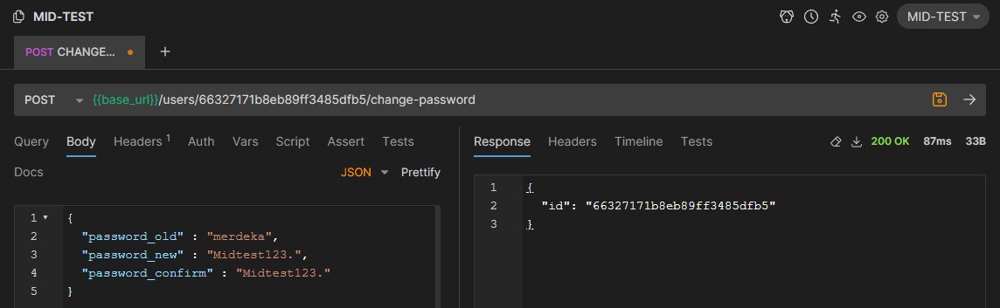 MID-TEST
MID-TEST
POST CHANGE...
+
POST {{base_url}}/users/66327171b8eb89ff3485dfb5/change-password
Query Body Headers 1 Auth Vars Script Assert Tests
Docs
JSON Prettify
1 {
2 "password_old" : "merdeka",
3 "password_new" : "Midtest123.",
4 "password_confirm" : "Midtest123."
5 }
Response Headers Timeline Tests
200 OK 87ms 33B
1 {
2 "id": "66327171b8eb89ff3485dfb5"
3 }